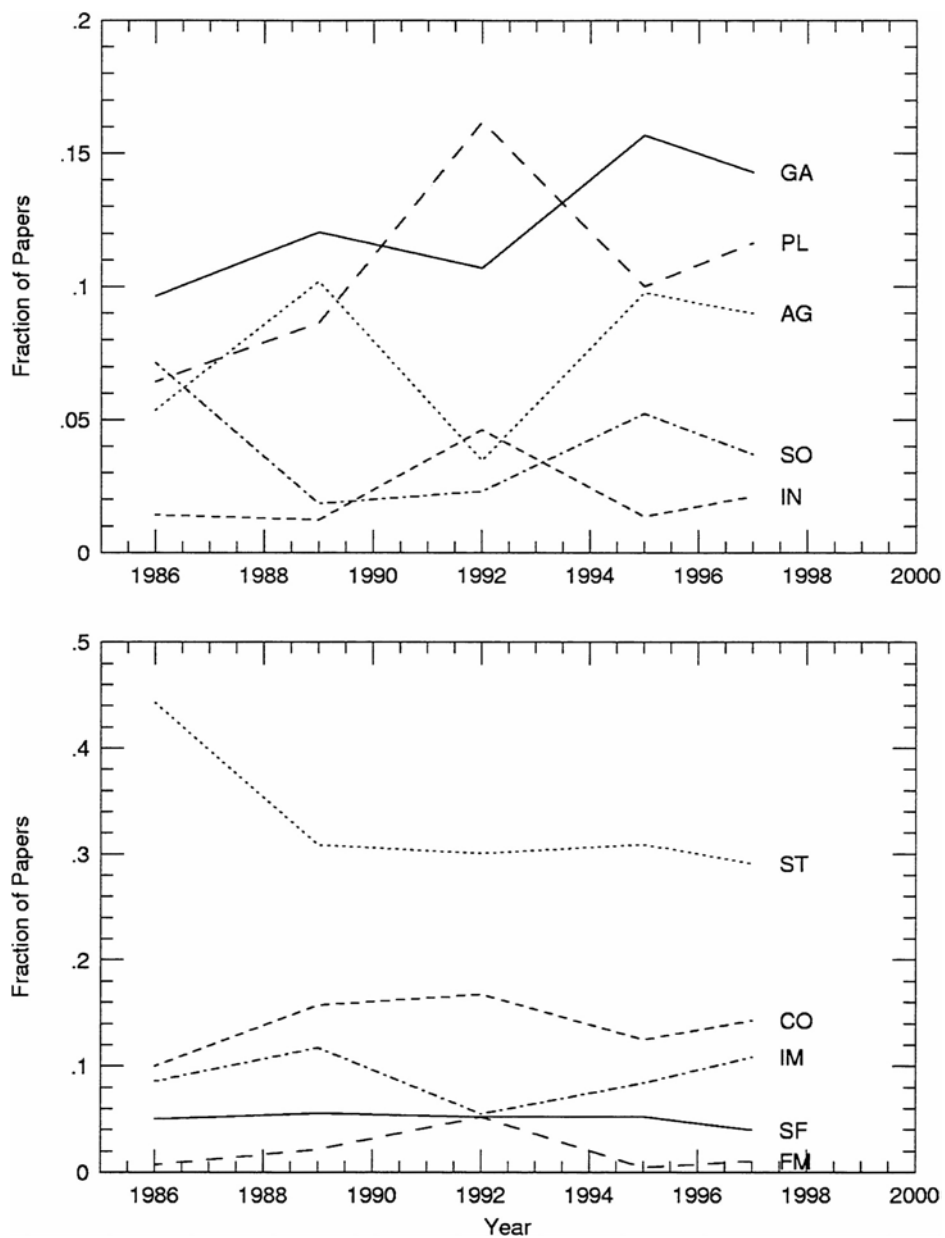 .2
.15
.1
.05
0
Fraction of Papers
GA
PL
AG
SO
IN
1986 1988 1990 1992 1994 1996 1998 2000
.5
.4
.3
.2
.1
0
Fraction of Papers
ST
CO
IM
SF
FM
1986 1988 1990 1992 1994 1996 1998 2000
Year